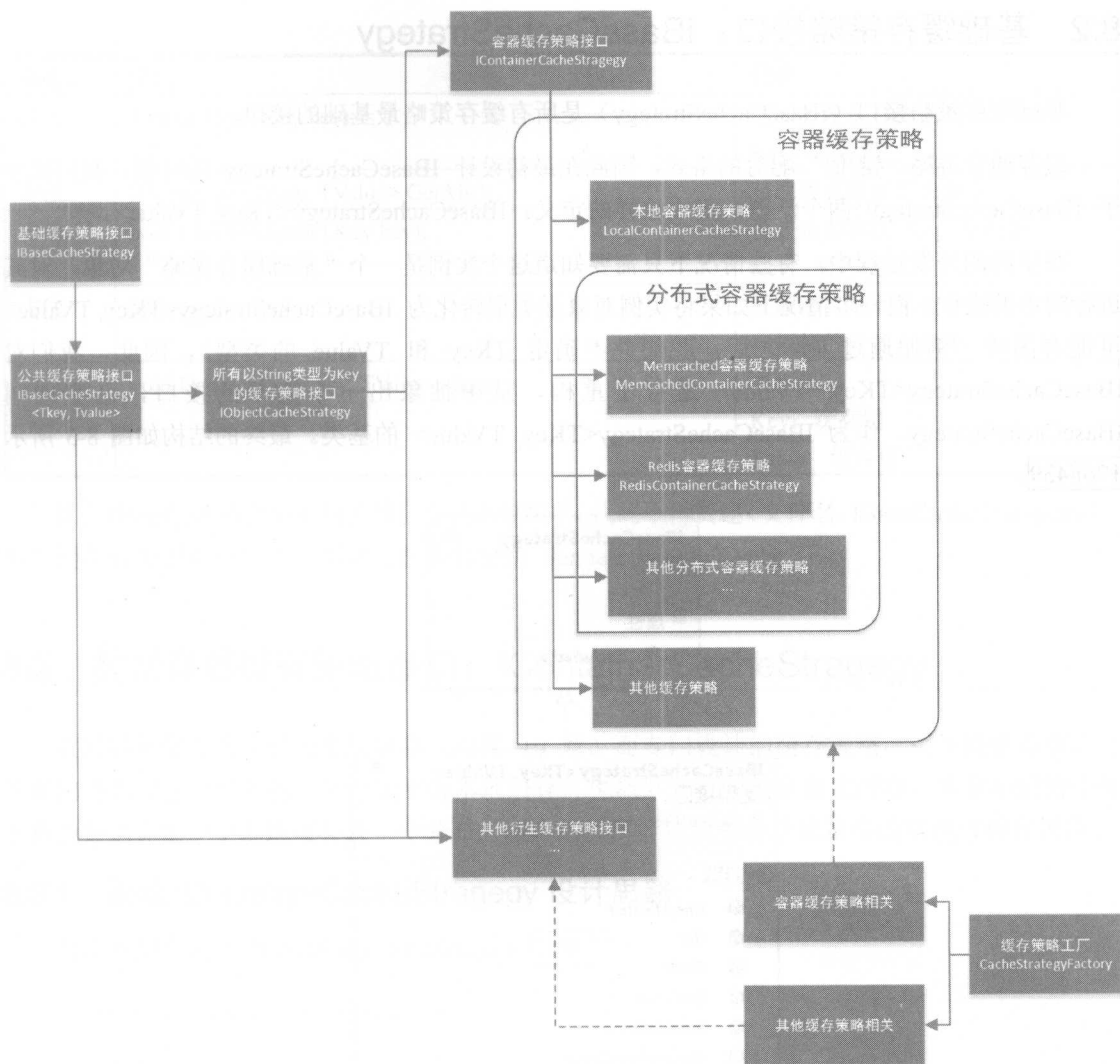 容器缓存策略接口
IContainerCacheStragegy
容器缓存策略
本地容器缓存策略
LocalContainerCacheStrategy
基础缓存策略接口
IBaseCacheStrategy
分布式容器缓存策略
Memcached容器缓存策略
MemcachedContainerCacheStrategy
公共缓存策略接口
IBaseCacheStrategy
<Tkey, Tvalue>
所有以String类型为Key
的缓存策略接口
IObjectCacheStrategy
Redis容器缓存策略
RedisContainerCacheStrategy
其他分布式容器缓存策略
...
其他缓存策略
其他衍生缓存策略接口
...
容器缓存策略相关
缓存策略工厂
CacheStrategyFactory
其他缓存策略相关